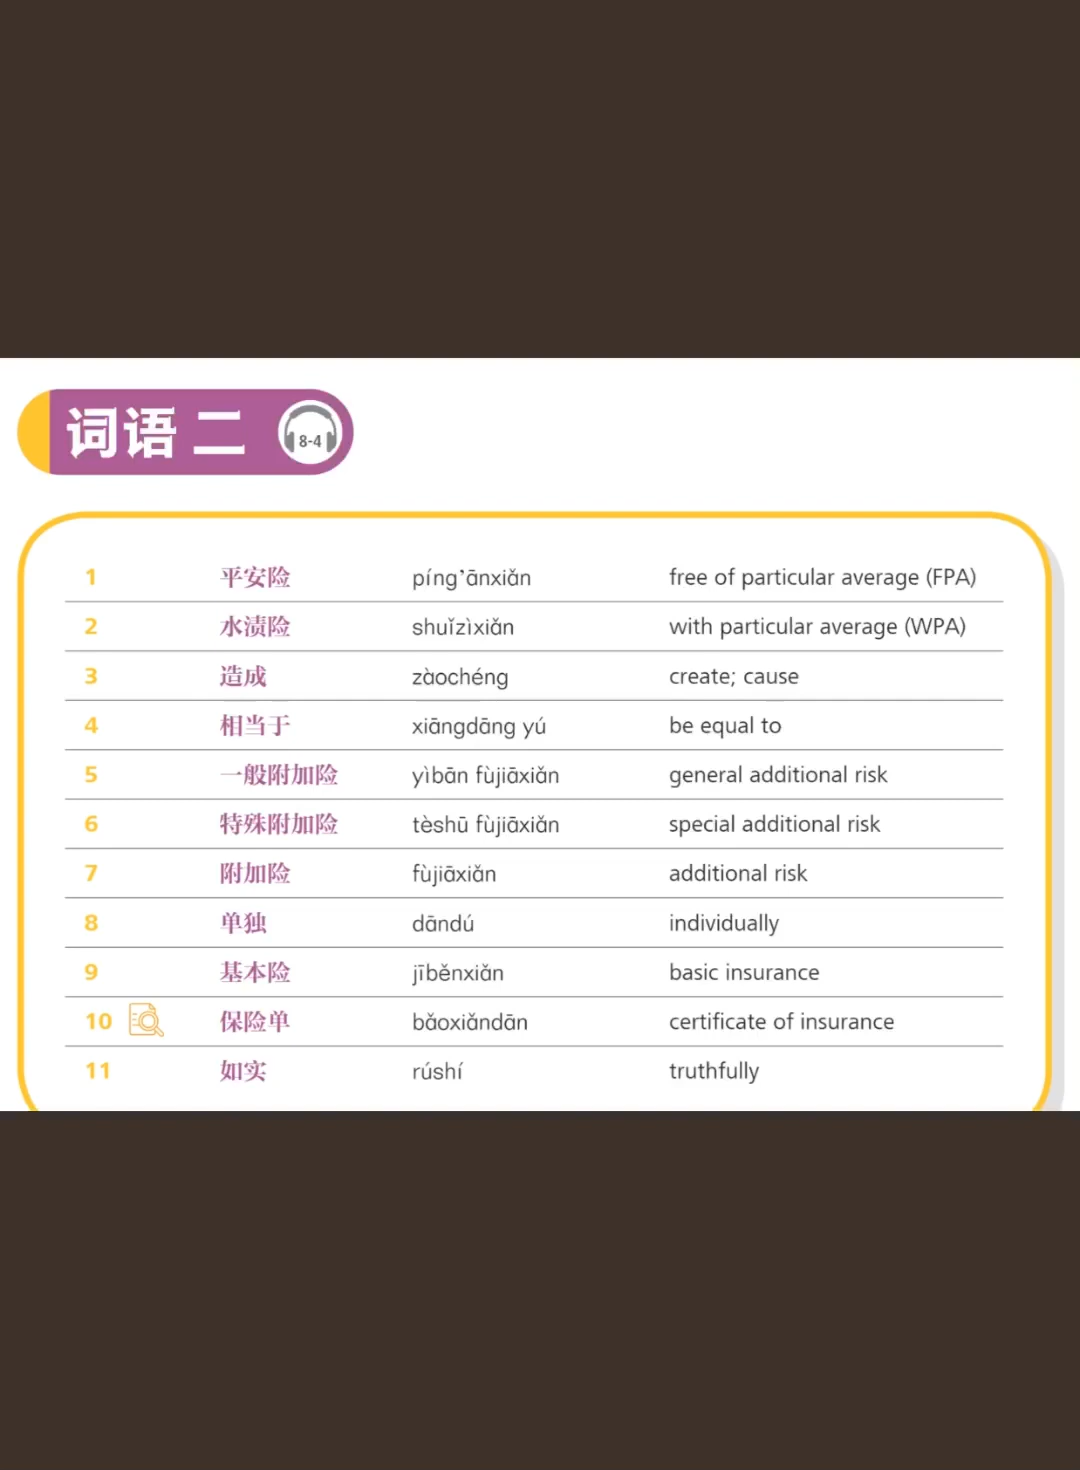 词语 二 8-4
1 平安险 píng’ānxiǎn free of particular average (FPA)
2 水渍险 shuǐzìxiǎn with particular average (WPA)
3 造成 zàochéng create; cause
4 相当于 xiāngdāng yú be equal to
5 一般附加险 yìbān fùjiāxiǎn general additional risk
6 特殊附加险 tèshū fùjiāxiǎn special additional risk
7 附加险 fùjiāxiǎn additional risk
8 单独 dāndú individually
9 基本险 jīběnxiǎn basic insurance
10 保险单 bǎoxiǎndān certificate of insurance
11 如实 rúshí truthfully